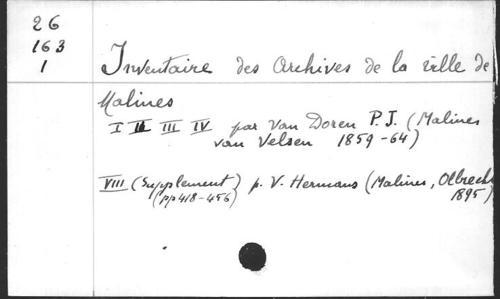 26
163
1
Inventaire des Archives de la ville de
Malines
I II III IV par Van Doren P.J. (Malines
van Velsen 1859-64)
VIII (Supplement) p. V. Hermans (Malines, Olbrechts
(pp 418-456) 1895)